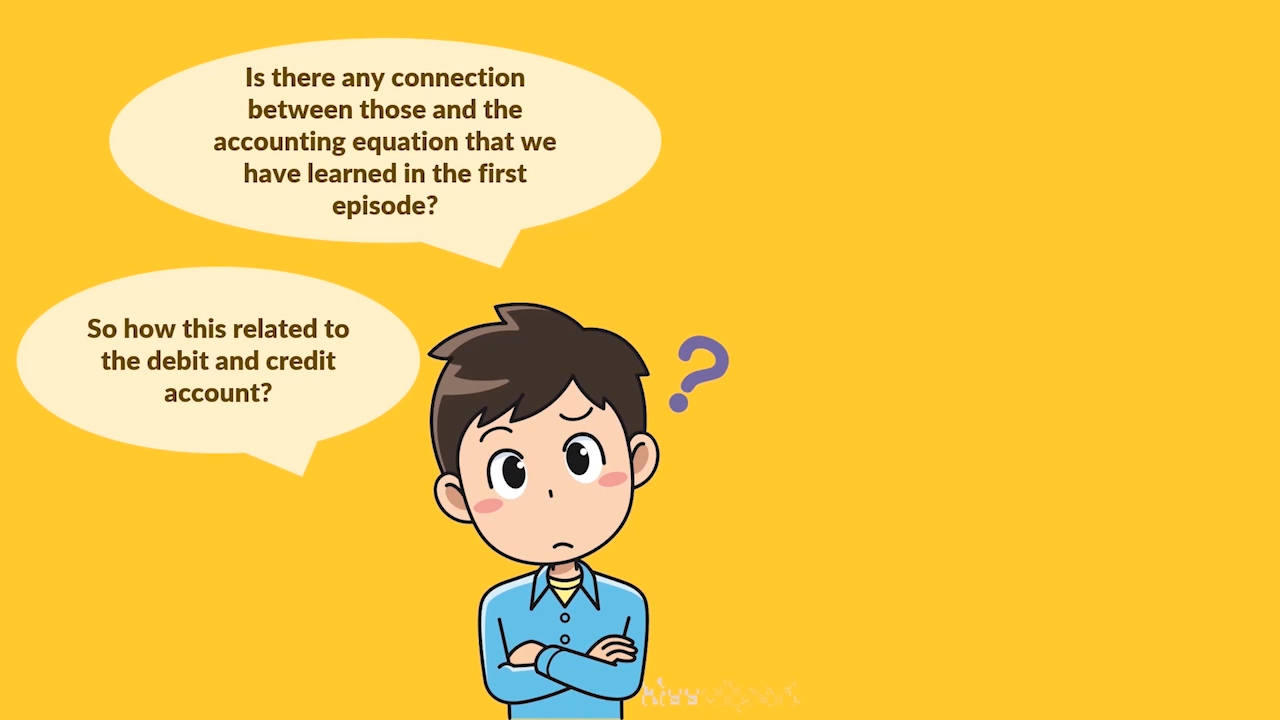 Is there any connection
between those and the
accounting equation that we
have learned in the first
episode?
So how this related to
the debit and credit
account?